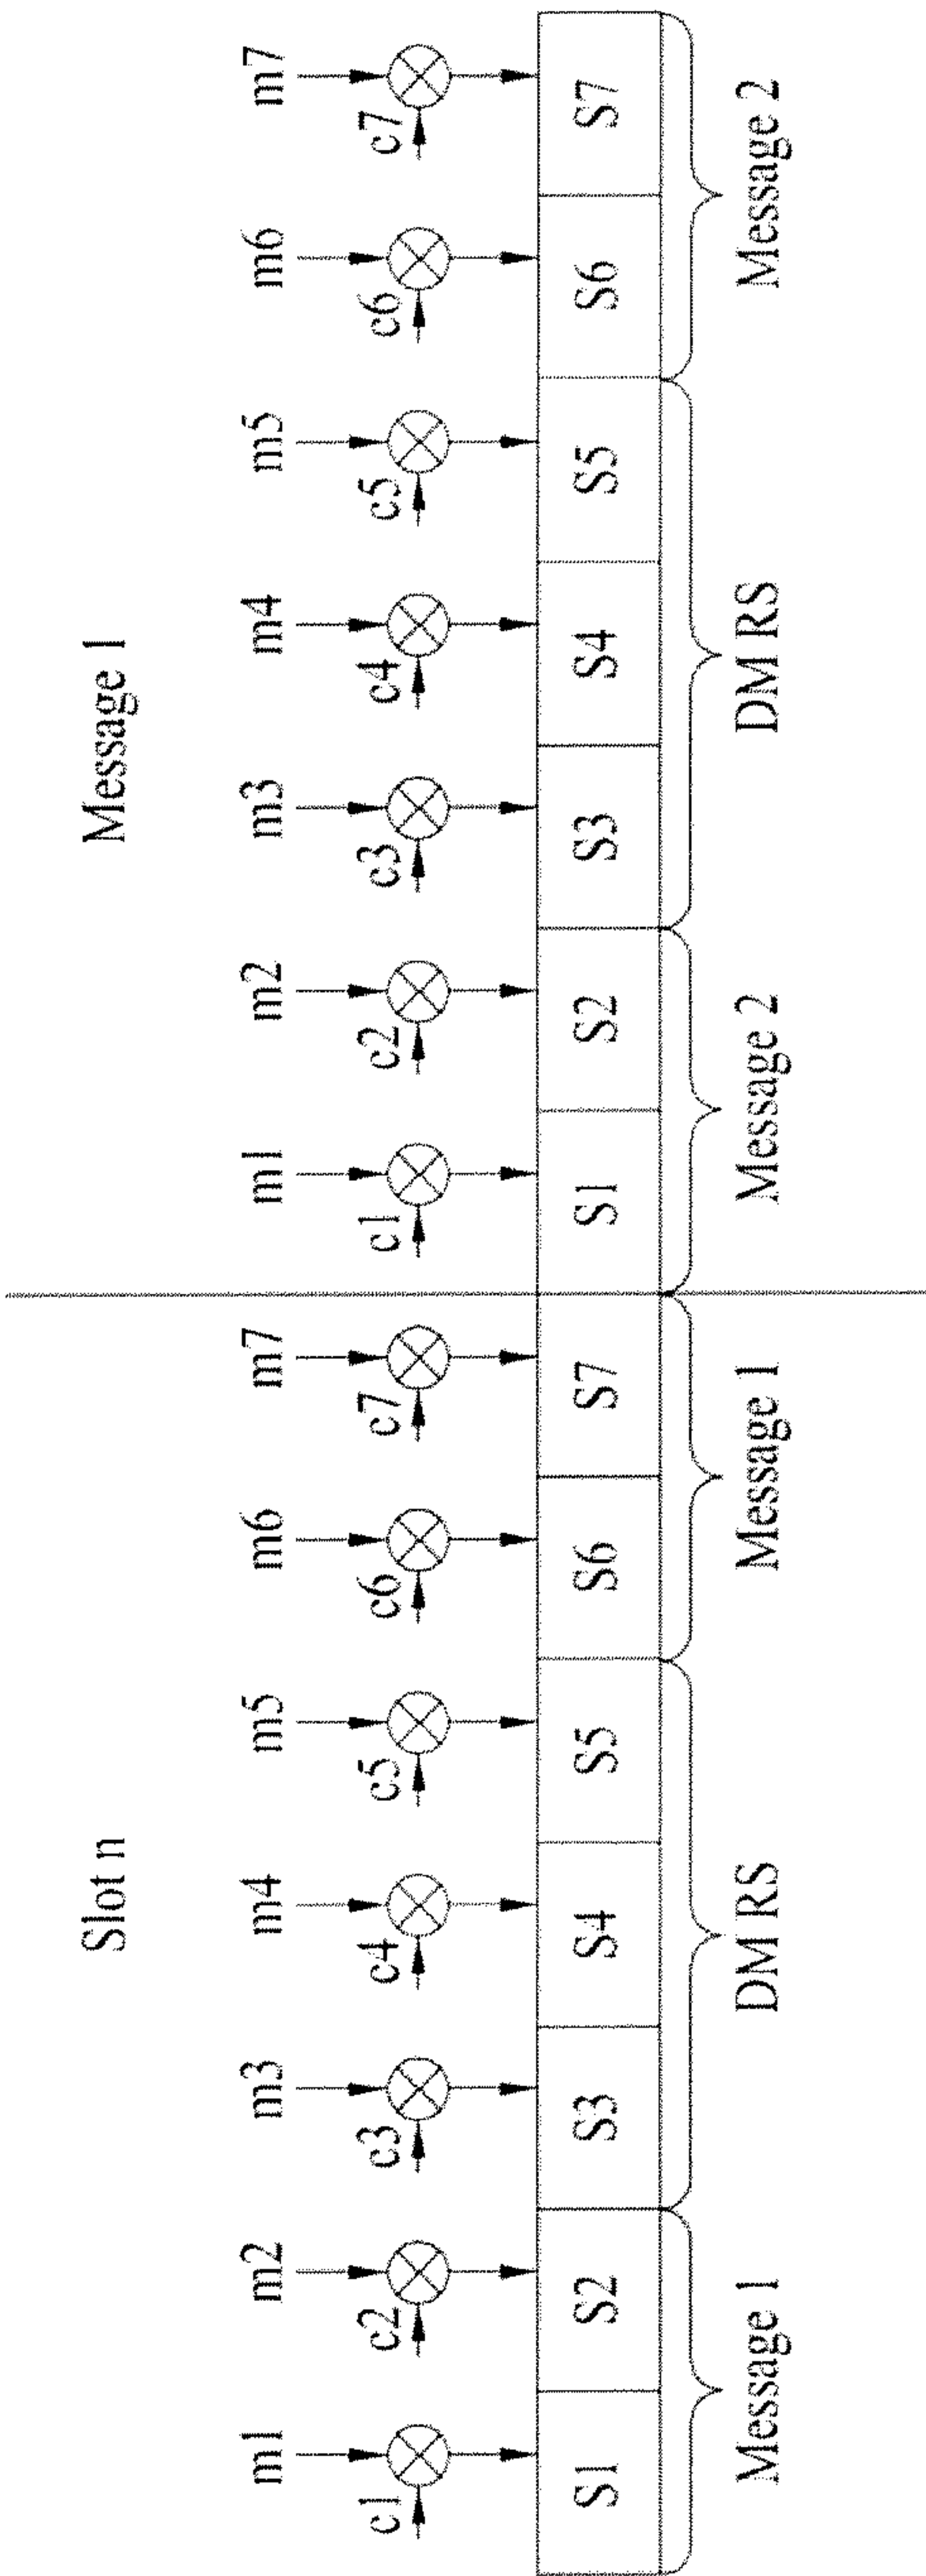 Slot n
Message 1
m1 m2 m3 m4 m5 m6 m7 m1 m2 m3 m4 m5 m6 m7
c1 c2 c3 c4 c5 c6 c7 c1 c2 c3 c4 c5 c6 c7
S1 S2 S3 S4 S5 S6 S7 S1 S2 S3 S4 S5 S6 S7
Message 1 DM RS Message 1 Message 2 DM RS Message 2